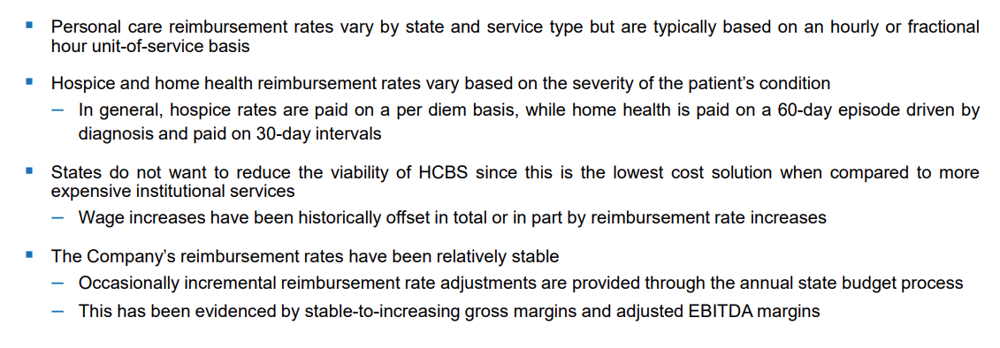 ▪ Personal care reimbursement rates vary by state and service type but are typically based on an hourly or fractional
hour unit-of-service basis
▪ Hospice and home health reimbursement rates vary based on the severity of the patient’s condition
– In general, hospice rates are paid on a per diem basis, while home health is paid on a 60-day episode driven by
diagnosis and paid on 30-day intervals
▪ States do not want to reduce the viability of HCBS since this is the lowest cost solution when compared to more
expensive institutional services
– Wage increases have been historically offset in total or in part by reimbursement rate increases
▪ The Company’s reimbursement rates have been relatively stable
– Occasionally incremental reimbursement rate adjustments are provided through the annual state budget process
– This has been evidenced by stable-to-increasing gross margins and adjusted EBITDA margins